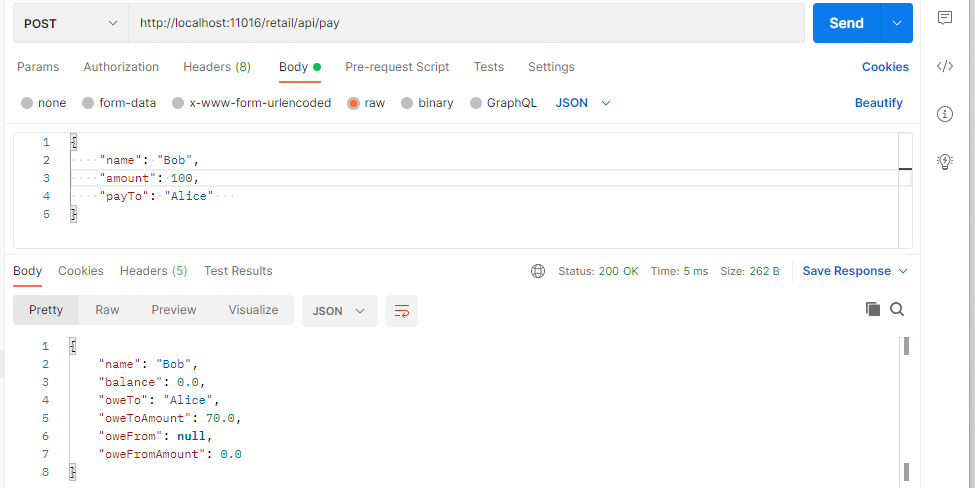 POST http://localhost:11016/retail/api/pay Send
Params Authorization Headers (8) Body Pre-request Script Tests Settings Cookies
none form-data x-www-form-urlencoded raw binary GraphQL JSON Beautify
1 {
2 "name": "Bob",
3 "amount": 100,
4 "payTo": "Alice"
5 }
Body Cookies Headers (5) Test Results Status: 200 OK Time: 5 ms Size: 262 B Save Response
Pretty Raw Preview Visualize JSON
1 {
2 "name": "Bob",
3 "balance": 0.0,
4 "oweTo": "Alice",
5 "oweToAmount": 70.0,
6 "oweFrom": null,
7 "oweFromAmount": 0.0
8 }